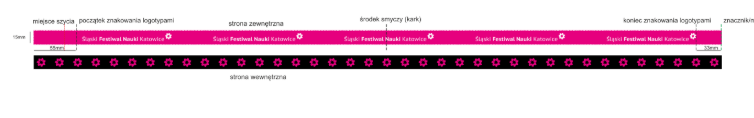 miejsce szycia początek znakowania logotypami strona zewnętrzna środek smyczy (kark) koniec znakowania logotypami znacznik/n
15mm Śląski Festiwal Nauki Katowice Śląski Festiwal Nauki Katowice Śląski Festiwal Nauki Katowice Śląski Festiwal Nauki Katowice Śląski Festiwal Nauki Katowice
55mm 33mm
strona wewnętrzna